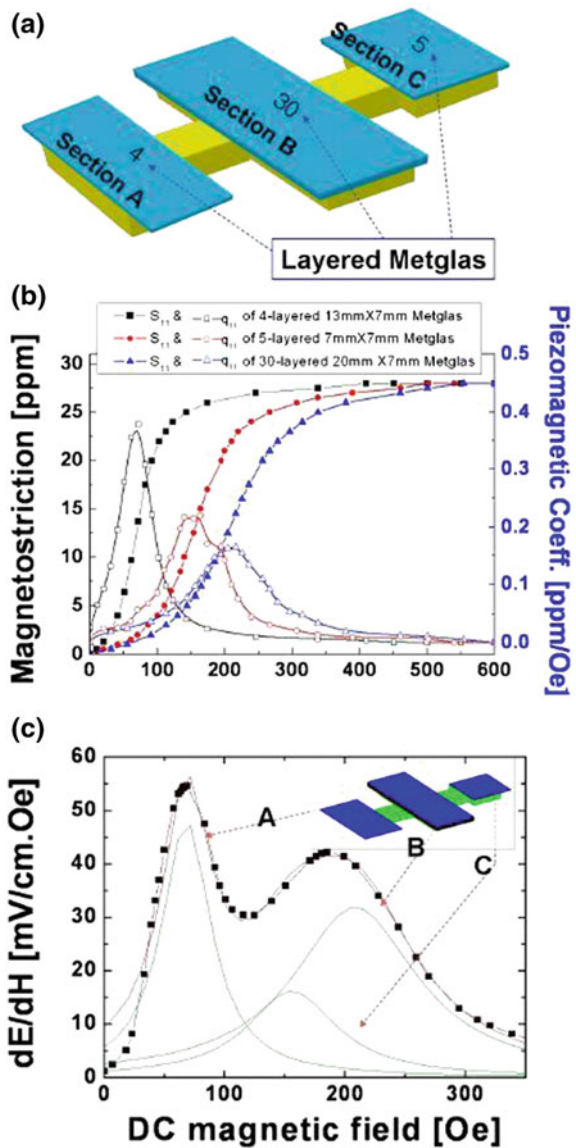 (a)
Section A
4
Section B
30
Section C
5
Layered Metglas
(b)
S11 & q11 of 4-layered 13mmX7mm Metglas
S11 & q11 of 5-layered 7mmX7mm Metglas
S11 & q11 of 30-layered 20mm X7mm Metglas
Magnetostriction [ppm]
30
25
20
15
10
5
0
0 100 200 300 400 500 600
0.5
0.4
0.3
0.2
0.1
0.0
Piezomagnetic Coeff. [ppm/Oe]
(c)
dE/dH [mV/cm.Oe]
60
50
40
30
20
10
0
A
B
C
0 100 200 300
DC magnetic field [Oe]